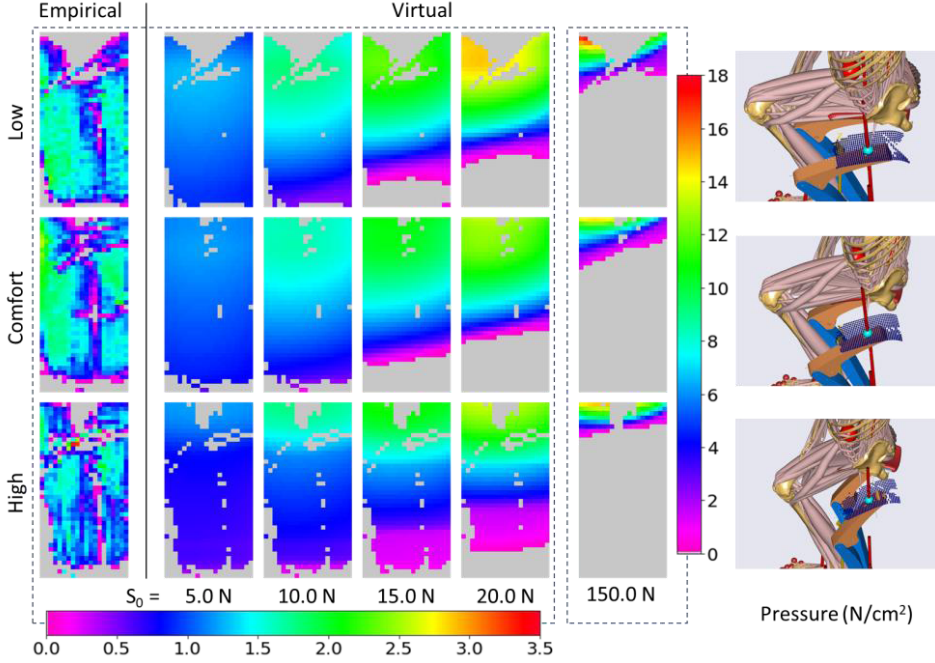 Empirical Virtual
Low
Comfort
High
18
16
14
12
10
8
6
4
2
0
S₀ = 5.0 N 10.0 N 15.0 N 20.0 N 150.0 N
Pressure (N/cm²)
0.0 0.5 1.0 1.5 2.0 2.5 3.0 3.5